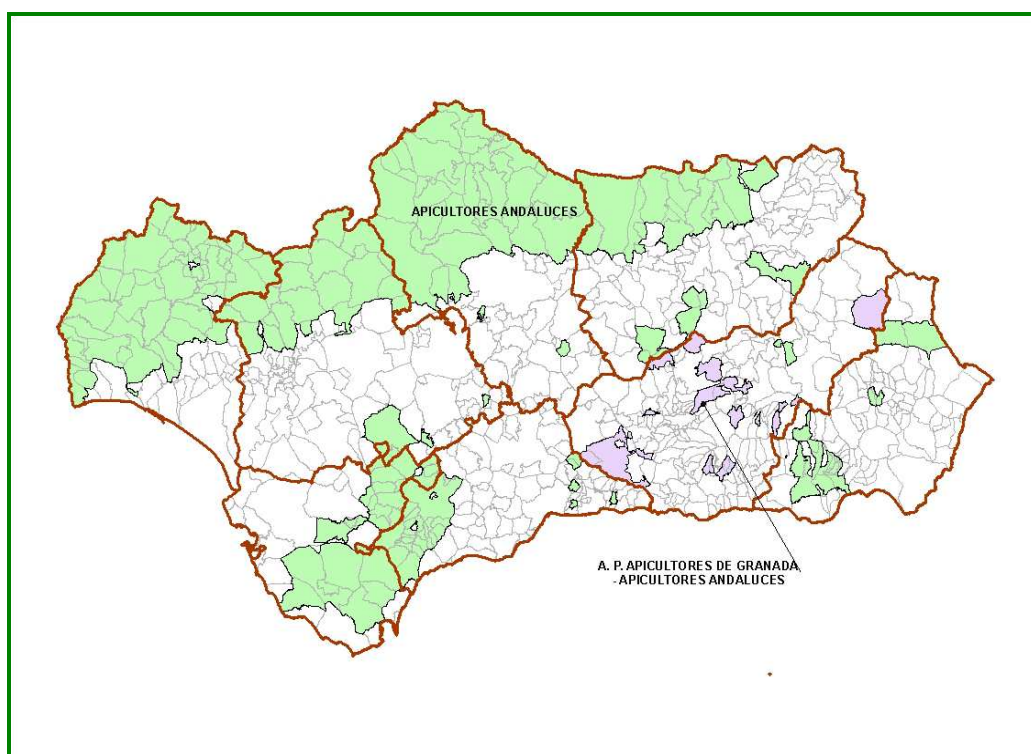 APICULTORES ANDALUCES
A. P. APICULTORES DE GRANADA
- APICULTORES ANDALUCES